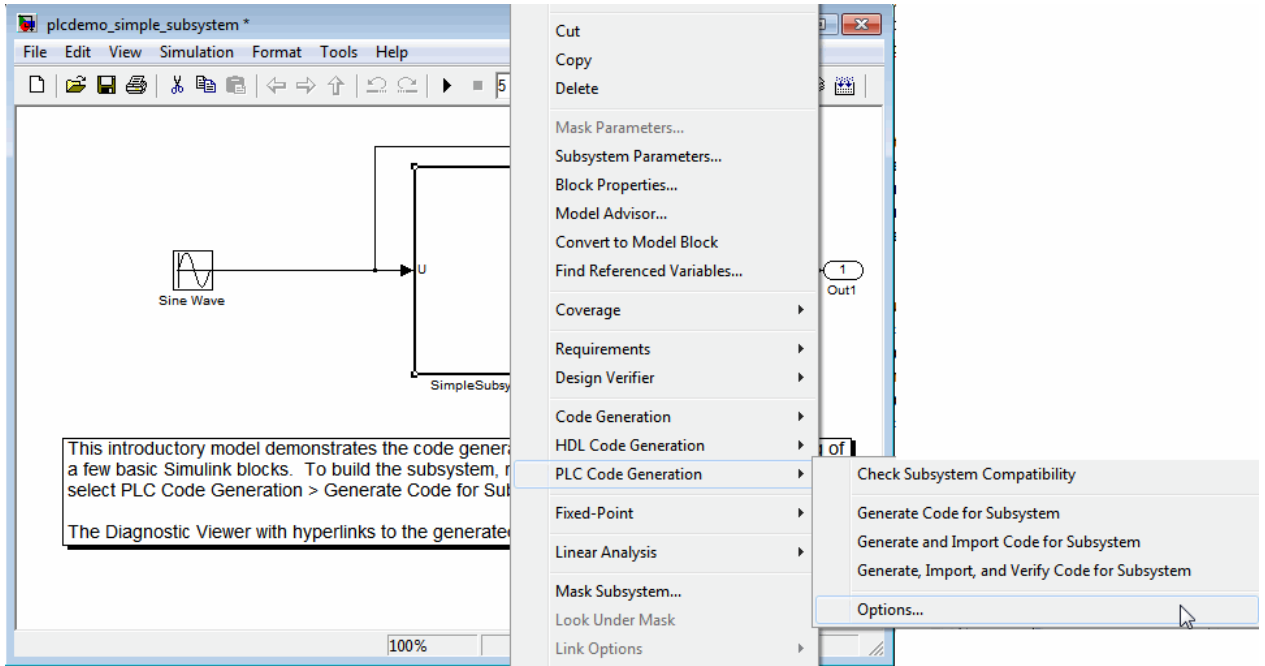 plcdemo_simple_subsystem *
File Edit View Simulation Format Tools Help
5
U
Sine Wave
1
Out1
This introductory model demonstrates the code
of
a few basic Simulink blocks. To build the subsystem,
select PLC Code Generation > Generate Code for
The Diagnostic Viewer with hyperlinks to the
100%
Cut
Copy
Delete
Mask Parameters...
Subsystem Parameters...
Block Properties...
Model Advisor...
Convert to Model Block
Find Referenced Variables...
Coverage
Requirements
Design Verifier
Code Generation
HDL Code Generation
PLC Code Generation
Fixed-Point
Linear Analysis
Mask Subsystem...
Look Under Mask
Link Options
Check Subsystem Compatibility
Generate Code for Subsystem
Generate and Import Code for Subsystem
Generate, Import, and Verify Code for Subsystem
Options...